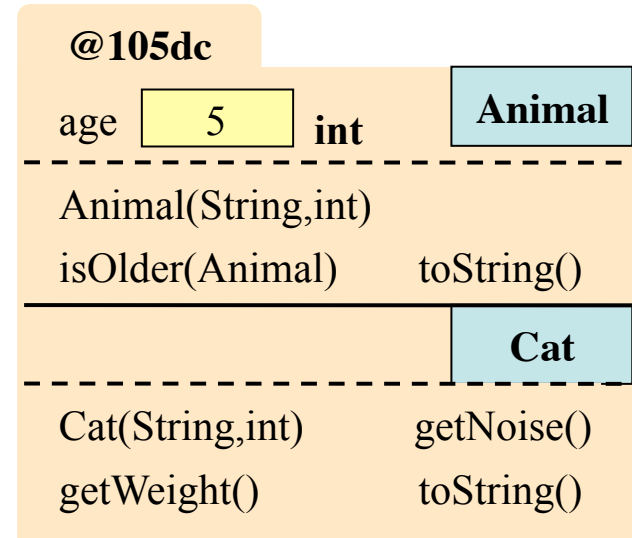 @105dc
age 5 int Animal
Animal(String,int)
isOlder(Animal) toString()
Cat
Cat(String,int) getNoise()
getWeight() toString()